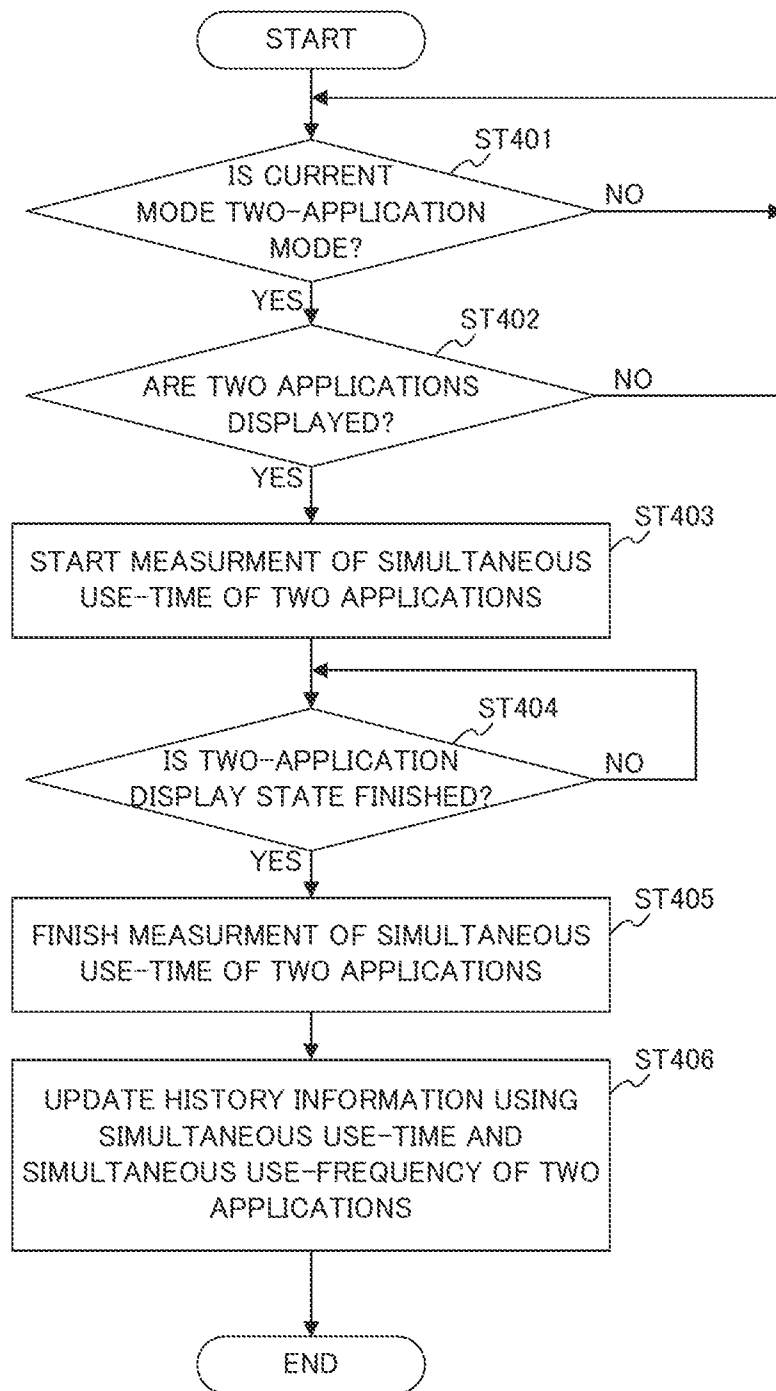 START
ST401
IS CURRENT
MODE TWO-APPLICATION
MODE?
NO
YES
ST402
ARE TWO APPLICATIONS
DISPLAYED?
NO
YES
ST403
START MEASURMENT OF SIMULTANEOUS
USE-TIME OF TWO APPLICATIONS
ST404
IS TWO-APPLICATION
DISPLAY STATE FINISHED?
NO
YES
ST405
FINISH MEASURMENT OF SIMULTANEOUS
USE-TIME OF TWO APPLICATIONS
ST406
UPDATE HISTORY INFORMATION USING
SIMULTANEOUS USE-TIME AND
SIMULTANEOUS USE-FREQUENCY OF TWO
APPLICATIONS
END